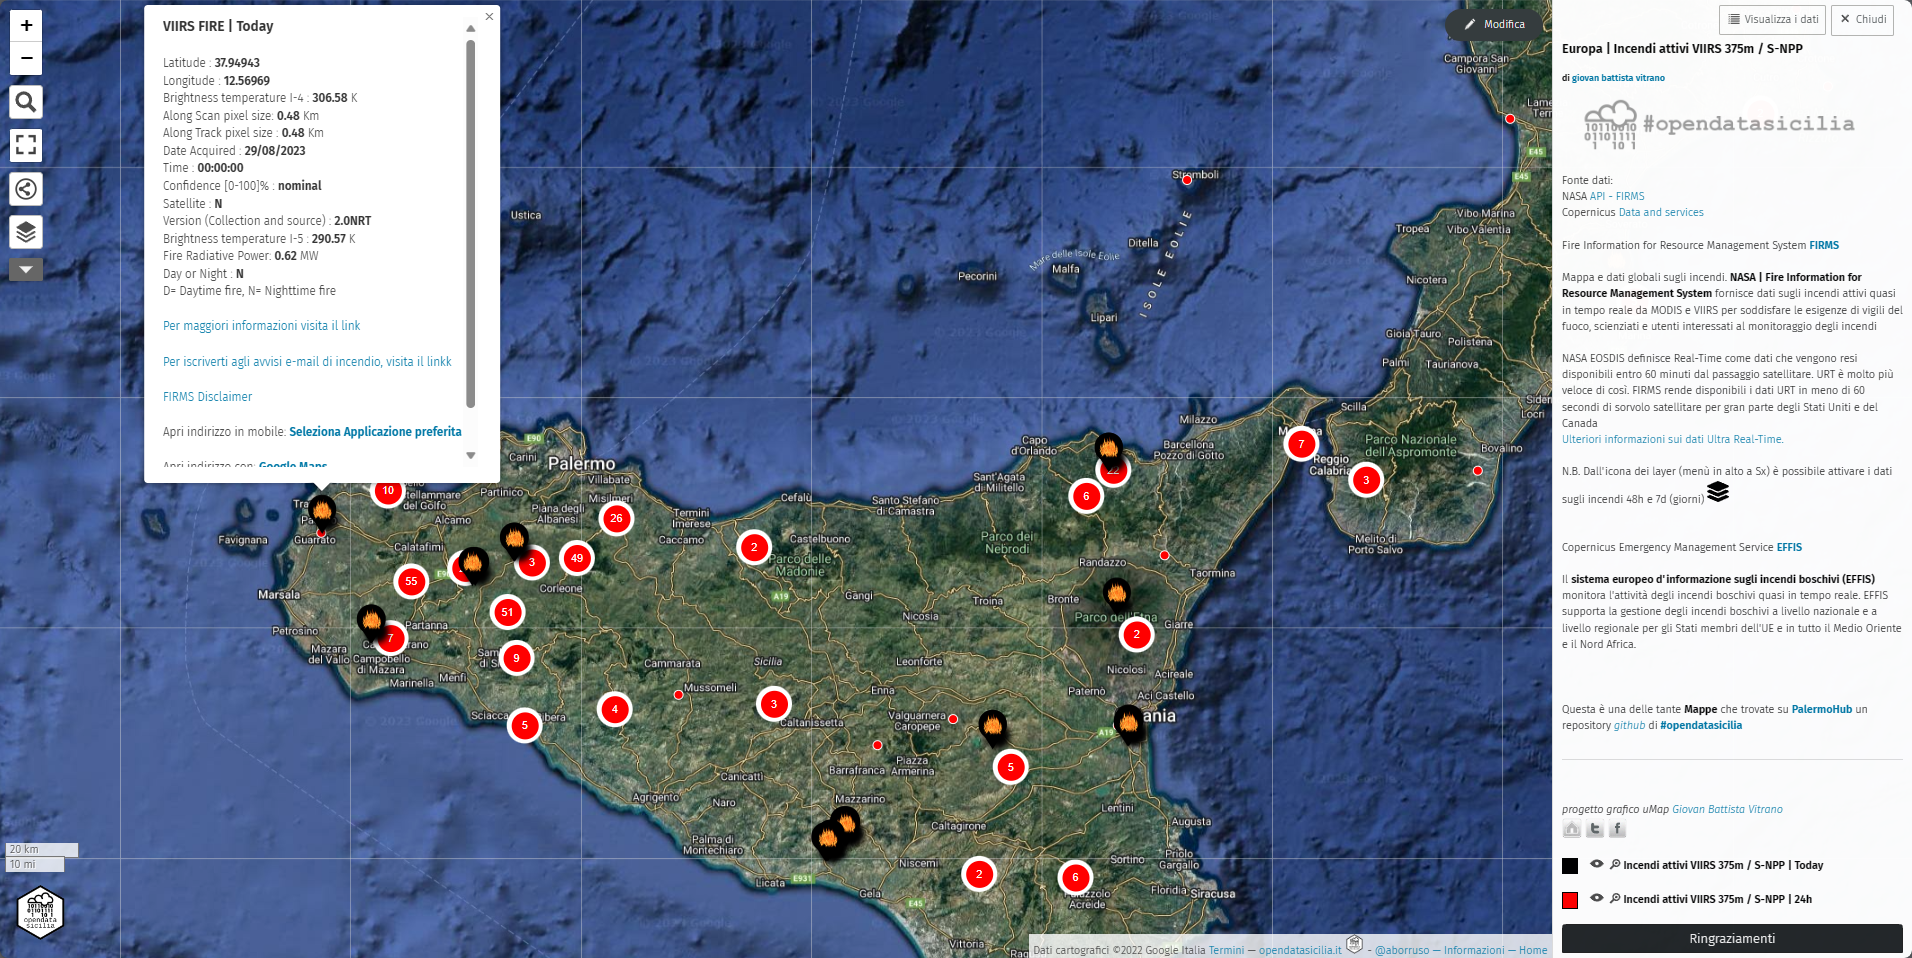 +
−
VIIRS FIRE | Today
Latitude : 37.94943
Longitude : 12.56969
Brightness temperature I-4 : 306.58 K
Along Scan pixel size: 0.48 Km
Along Track pixel size : 0.48 Km
Date Acquired : 29/08/2023
Time : 00:00:00
Confidence [0-100]% : nominal
Satellite : N
Version (Collection and source) : 2.0NRT
Brightness temperature I-5 : 290.57 K
Fire Radiative Power: 0.62 MW
Day or Night : N
D= Daytime fire, N= Nighttime fire
Per maggiori informazioni visita il link
Per iscriverti agli avvisi e-mail di incendio, visita il linkk
FIRMS Disclaimer
Apri indirizzo in mobile: Seleziona Applicazione preferita
Apri indirizzo con: Google Maps
Modifica
Campora San
Giovanni
Stromboli
E45
E45
Ustica
Vibo Marina
Tropea
Vibo Valentia
ISOLE EOLIE
Ditella
Mare delle Isole Eolie
Malfa
Pecorini
Nicotera
Lipari
Gioia Tauro
Polistena
Palmi
Taurianova
Scilla
Siderno
Locri
Milazzo
Capo
d'Orlando
Barcellona
Pozzo di Gotto
7
Reggio
Calabria
Parco Nazionale
dell'Aspromonte
Bovalino
3
E90
Carini
Palermo
Villabate
Sant'Agata
di Militello
22
6
10
Castellammare
del Golfo
Partinico
Misilmeri
Piana degli
Albanesi
26
Termini
Imerese
Cefalù
Santo Stefano
di Camastra
Alcamo
Favignana
Guarrato
Calatafimi
Caccamo
2
Castelbuono
Parco dei
Nebrodi
Melito di
Porto Salvo
3
49
Parco delle
Madonie
Randazzo
Taormina
55
Corleone
Marsala
A19
Gangi
Troina
Bronte
51
Nicosia
Parco dell'Etna
Giarre
Petrosino
Partanna
7
2
Mazara
del Vallo
Campobello
di Mazara
9
Cammarata
Sicilia
Leonforte
Nicolosi
Acireale
Menfi
Marinella
Mussomeli
Enna
Paternò
Aci Castello
Sciacca
4
3
5
Caltanissetta
Valguarnera
Caropepe
A19
5
Canicattì
Barrafranca
Piazza
Armerina
Agrigento
Naro
Mazzarino
Lentini
Caltagirone
Augusta
Palma di
Montechiaro
Niscemi
Sortino
Priolo
Gargallo
Licata
E931
Gela
2
6
Palazzolo
Acreide
Floridia
Siracusa
E45
Vittoria
20 km
10 mi
opendata
sicilia
Dati cartografici ©2022 Google Italia Termini — opendatasicilia.it - @aborruso — Informazioni — Home
Visualizza i dati
Chiudi
Europa | Incendi attivi VIIRS 375m / S-NPP
di giovan battista vitrano
#opendatasicilia
Fonte dati:
NASA API - FIRMS
Copernicus Data and services
Fire Information for Resource Management System FIRMS
Mappa e dati globali sugli incendi. NASA | Fire Information for
Resource Management System fornisce dati sugli incendi attivi quasi
in tempo reale da MODIS e VIIRS per soddisfare le esigenze di vigili del
fuoco, scienziati e utenti interessati al monitoraggio degli incendi
NASA EOSDIS definisce Real-Time come dati che vengono resi
disponibili entro 60 minuti dal passaggio satellitare. URT è molto più
veloce di così. FIRMS rende disponibili i dati URT in meno di 60
secondi di sorvolo satellitare per gran parte degli Stati Uniti e del
Canada
Ulteriori informazioni sui dati Ultra Real-Time.
N.B. Dall'icona dei layer (menù in alto a Sx) è possibile attivare i dati
sugli incendi 48h e 7d (giorni)
Copernicus Emergency Management Service EFFIS
Il sistema europeo d'informazione sugli incendi boschivi (EFFIS)
monitora l'attività degli incendi boschivi quasi in tempo reale. EFFIS
supporta la gestione degli incendi boschivi a livello nazionale e a
livello regionale per gli Stati membri dell'UE e in tutto il Medio Oriente
e il Nord Africa.
Questa è una delle tante Mappe che trovate su PalermoHub un
repository github di #opendatasicilia
progetto grafico uMap Giovan Battista Vitrano
Incendi attivi VIIRS 375m / S-NPP | Today
Incendi attivi VIIRS 375m / S-NPP | 24h
Ringraziamenti